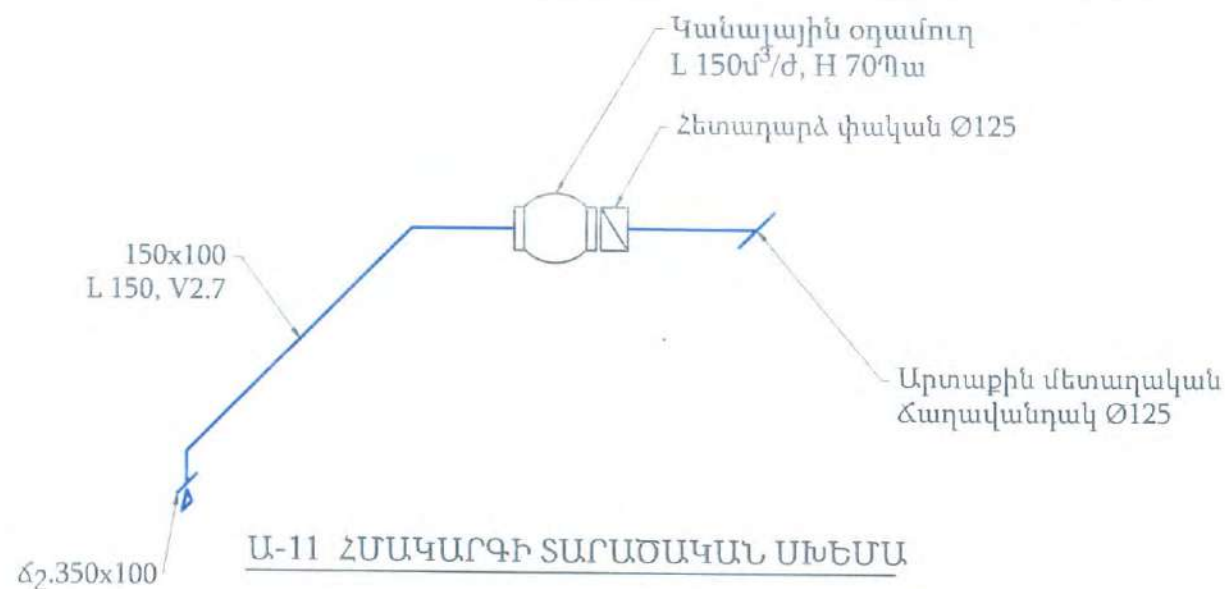 Կանալային օդամուղ
L 150մ³/ժ, H 70Պա
Հետադարձ փական Ø125
150x100
L 150, V2.7
Արտաքին մետաղական
Ճաղավանդակ Ø125
ճ2.350x100
Ա-11 ՀՄԱԿԱՐԳԻ ՏԱՐԱԾԱԿԱՆ ՍԽԵՄԱ